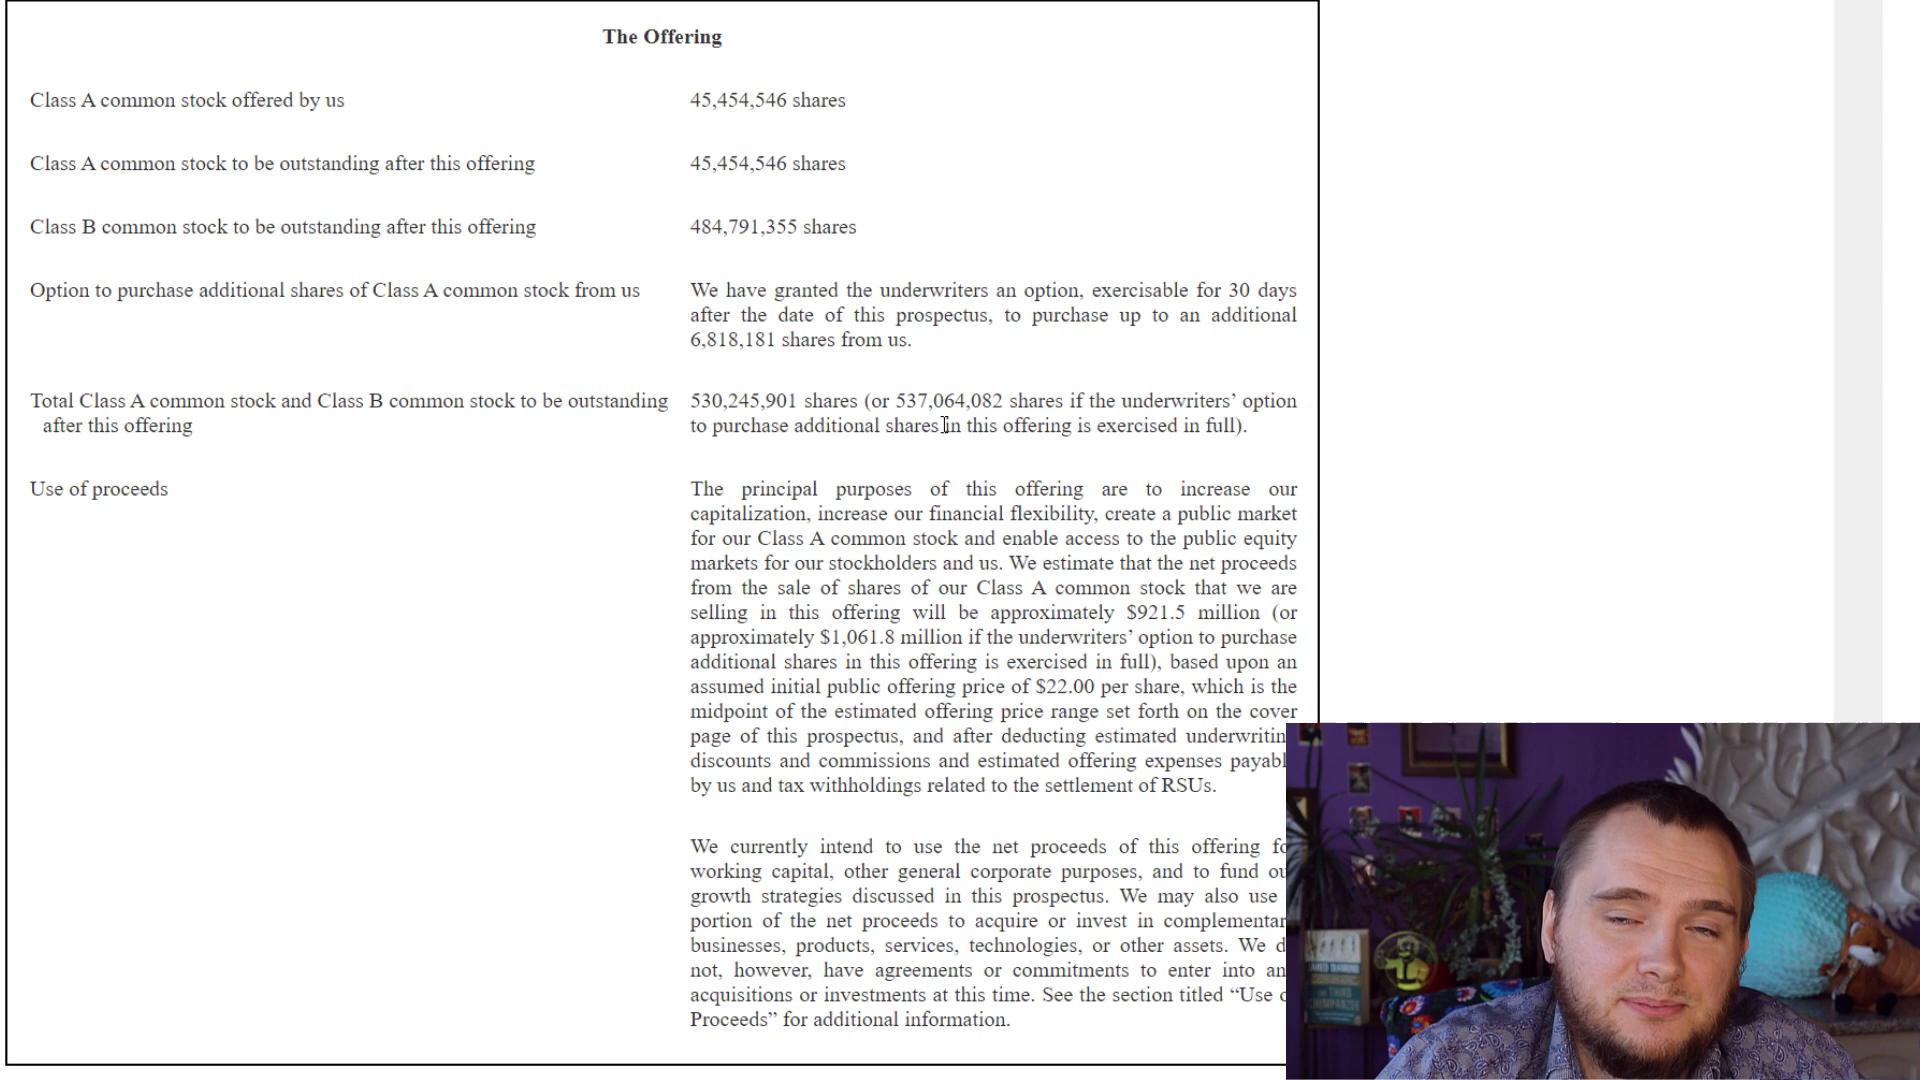 The Offering
Class A common stock offered by us
45,454,546 shares
Class A common stock to be outstanding after this offering
45,454,546 shares
Class B common stock to be outstanding after this offering
484,791,355 shares
Option to purchase additional shares of Class A common stock from us
We have granted the underwriters an option, exercisable for 30 days
after the date of this prospectus, to purchase up to an additional
6,818,181 shares from us.
Total Class A common stock and Class B common stock to be outstanding
after this offering
530,245,901 shares (or 537,064,082 shares if the underwriters’ option
to purchase additional shares in this offering is exercised in full).
Use of proceeds
The principal purposes of this offering are to increase our
capitalization, increase our financial flexibility, create a public market
for our Class A common stock and enable access to the public equity
markets for our stockholders and us. We estimate that the net proceeds
from the sale of shares of our Class A common stock that we are
selling in this offering will be approximately $921.5 million (or
approximately $1,061.8 million if the underwriters’ option to purchase
additional shares in this offering is exercised in full), based upon an
assumed initial public offering price of $22.00 per share, which is the
midpoint of the estimated offering price range set forth on the cover
page of this prospectus, and after deducting estimated underwritin
discounts and commissions and estimated offering expenses payabl
by us and tax withholdings related to the settlement of RSUs.
We currently intend to use the net proceeds of this offering fo
working capital, other general corporate purposes, and to fund ou
growth strategies discussed in this prospectus. We may also use
portion of the net proceeds to acquire or invest in complementar
businesses, products, services, technologies, or other assets. We d
not, however, have agreements or commitments to enter into an
acquisitions or investments at this time. See the section titled “Use o
Proceeds” for additional information.